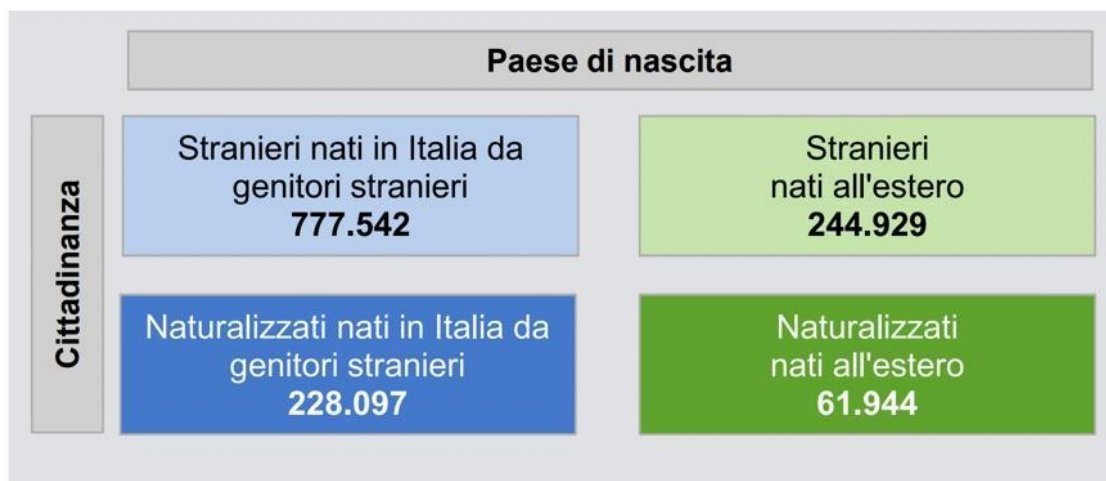 Paese di nascita
Cittadinanza
Stranieri nati in Italia da
genitori stranieri
777.542
Stranieri
nati all'estero
244.929
Naturalizzati nati in Italia da
genitori stranieri
228.097
Naturalizzati
nati all'estero
61.944